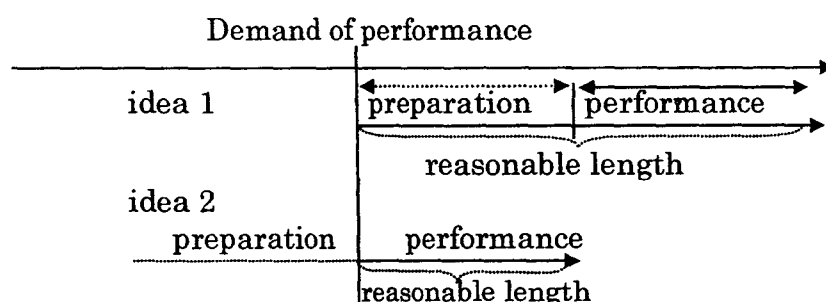 Demand of performance
idea 1
preparation performance
reasonable length
idea 2
preparation performance
reasonable length